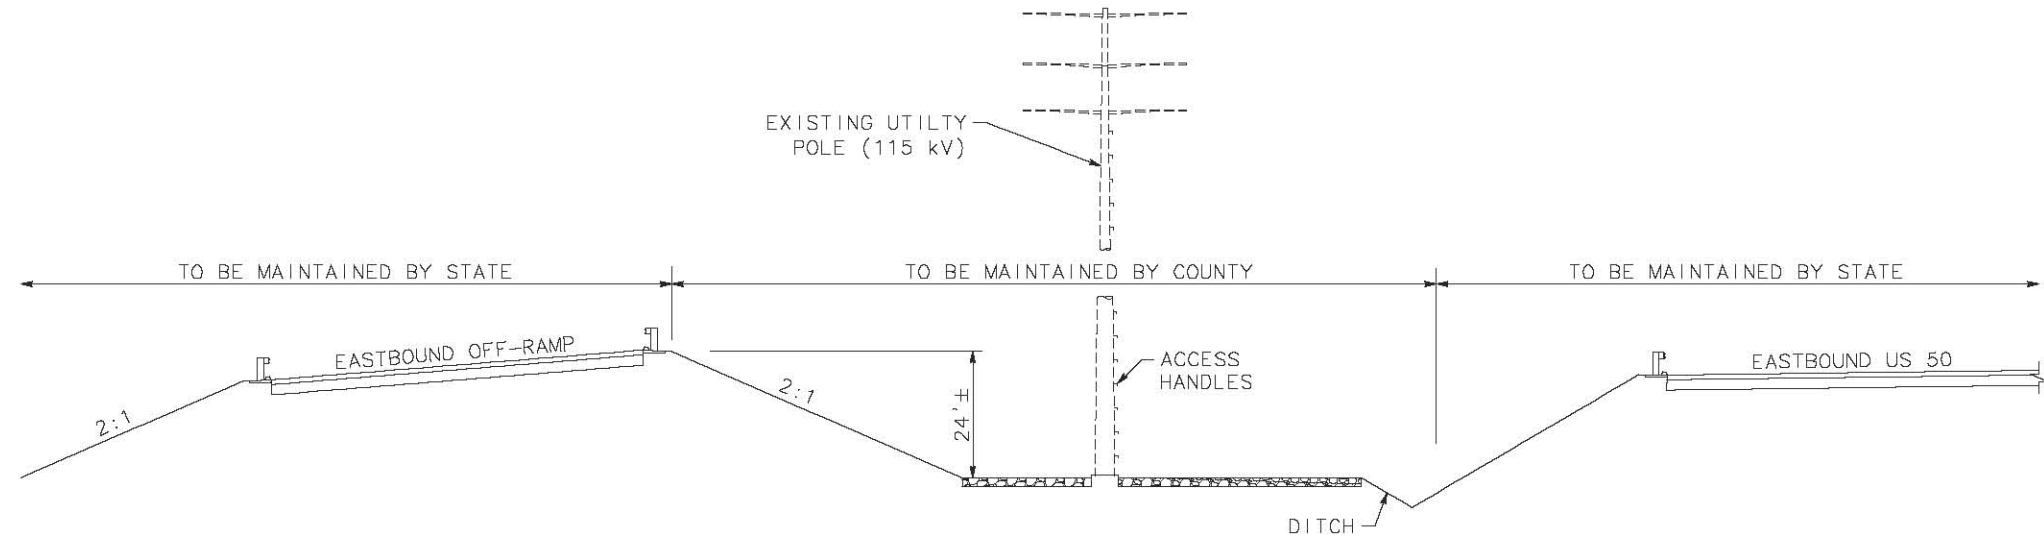 EXISTING UTILTY
POLE (115 kV)
TO BE MAINTAINED BY STATE
TO BE MAINTAINED BY COUNTY
TO BE MAINTAINED BY STATE
EASTBOUND OFF-RAMP
ACCESS
HANDLES
EASTBOUND US 50
2:1
2:1
24'±
DITCH